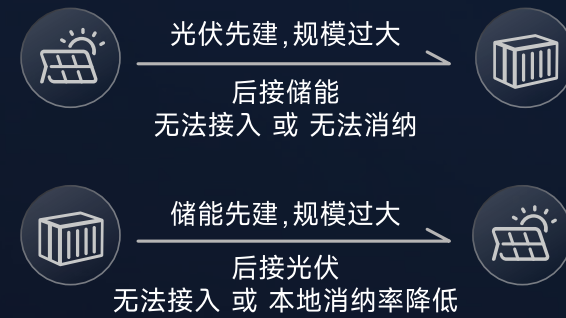 光伏先建,规模过大
后接储能
无法接入 或 无法消纳
储能先建,规模过大
后接光伏
无法接入 或 本地消纳率降低